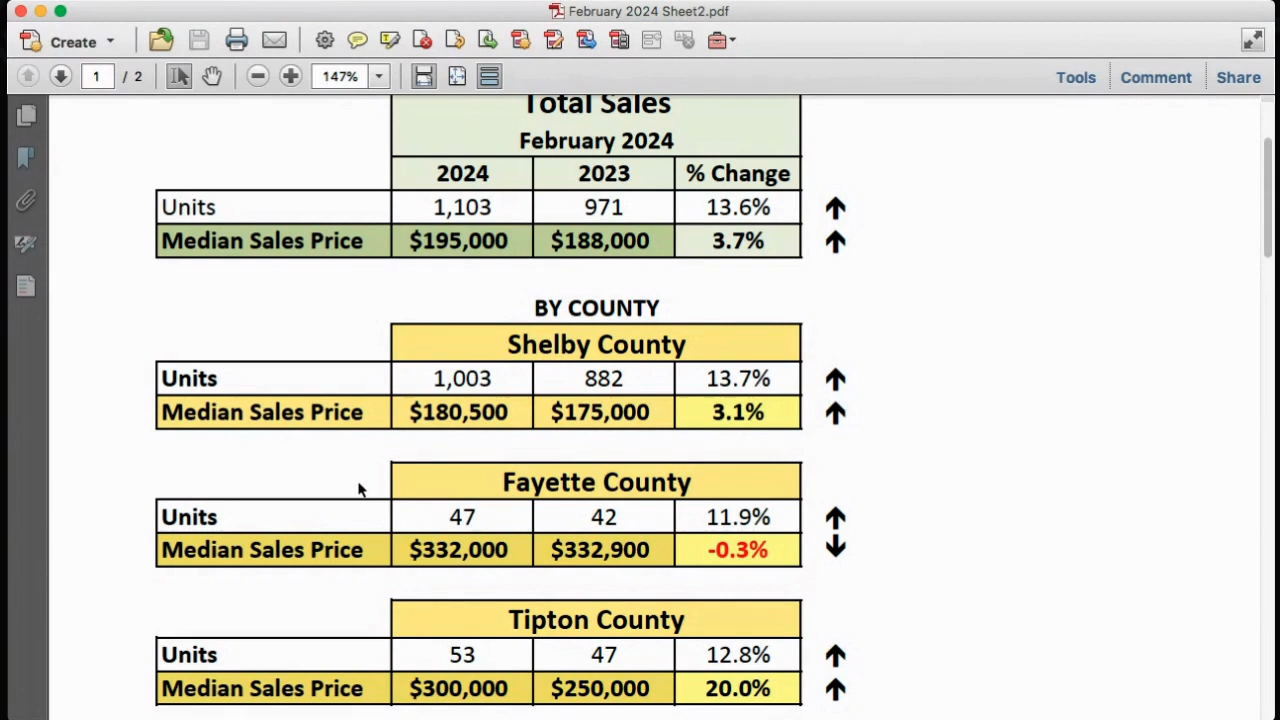 February 2024 Sheet2.pdf
Create
1 / 2 147% Tools Comment Share
Total Sales
February 2024
2024 2023 % Change
Units 1,103 971 13.6%
Median Sales Price $195,000 $188,000 3.7%
BY COUNTY
Shelby County
Units 1,003 882 13.7%
Median Sales Price $180,500 $175,000 3.1%
Fayette County
Units 47 42 11.9%
Median Sales Price $332,000 $332,900 -0.3%
Tipton County
Units 53 47 12.8%
Median Sales Price $300,000 $250,000 20.0%